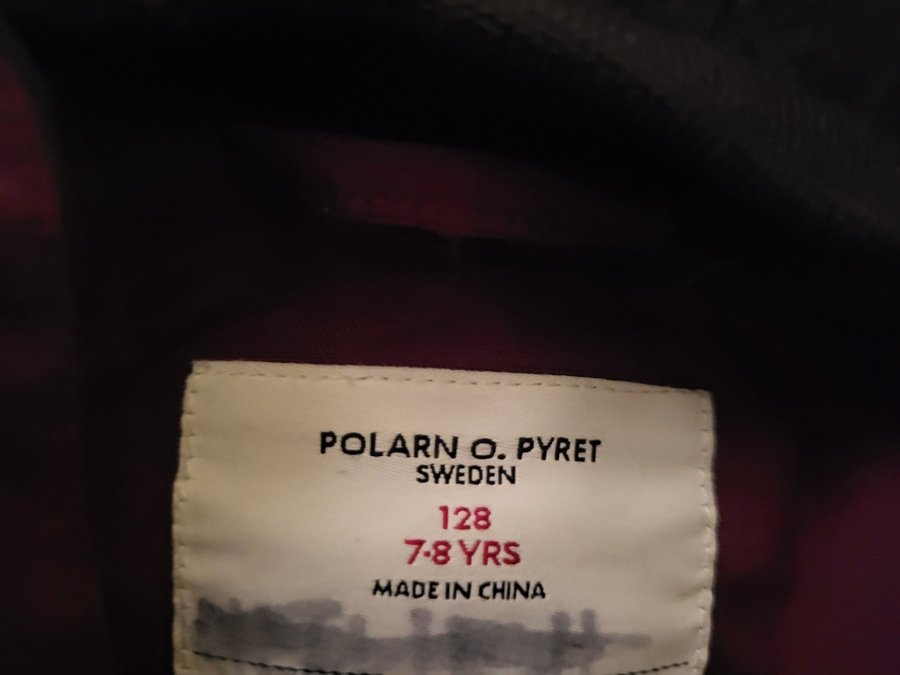 POLARN O. PYRET
SWEDEN
128
7-8 YRS
MADE IN CHINA